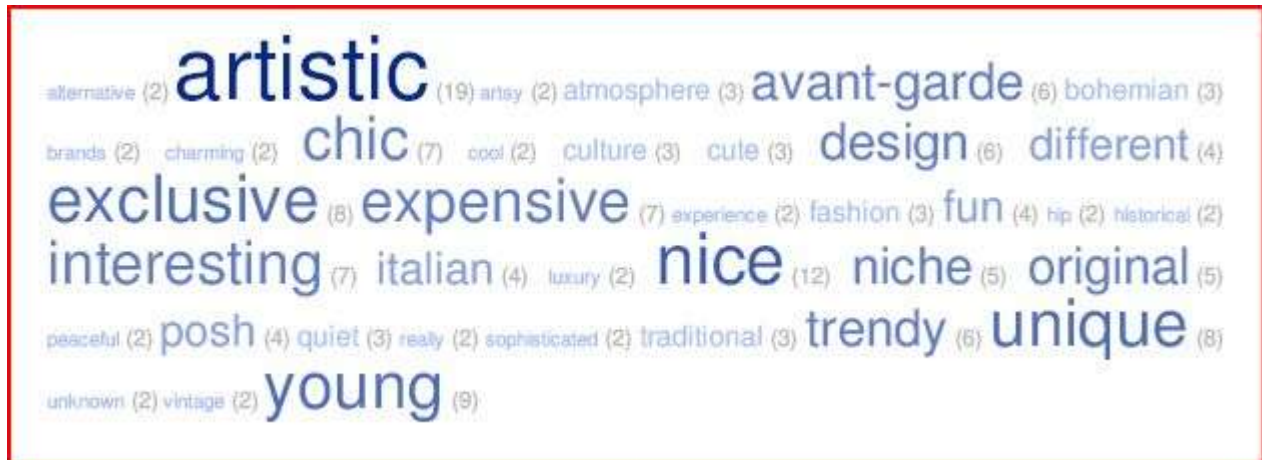 alternative (2) artistic (19) artsy (2) atmosphere (3) avant-garde (6) bohemian (3)
brands (2) charming (2) chic (7) cool (2) culture (3) cute (3) design (6) different (4)
exclusive (8) expensive (7) experience (2) fashion (3) fun (4) hip (2) historical (2)
interesting (7) italian (4) luxury (2) nice (12) niche (5) original (5)
peaceful (2) posh (4) quiet (3) really (2) sophisticated (2) traditional (3) trendy (6) unique (8)
unknown (2) vintage (2) young (9)